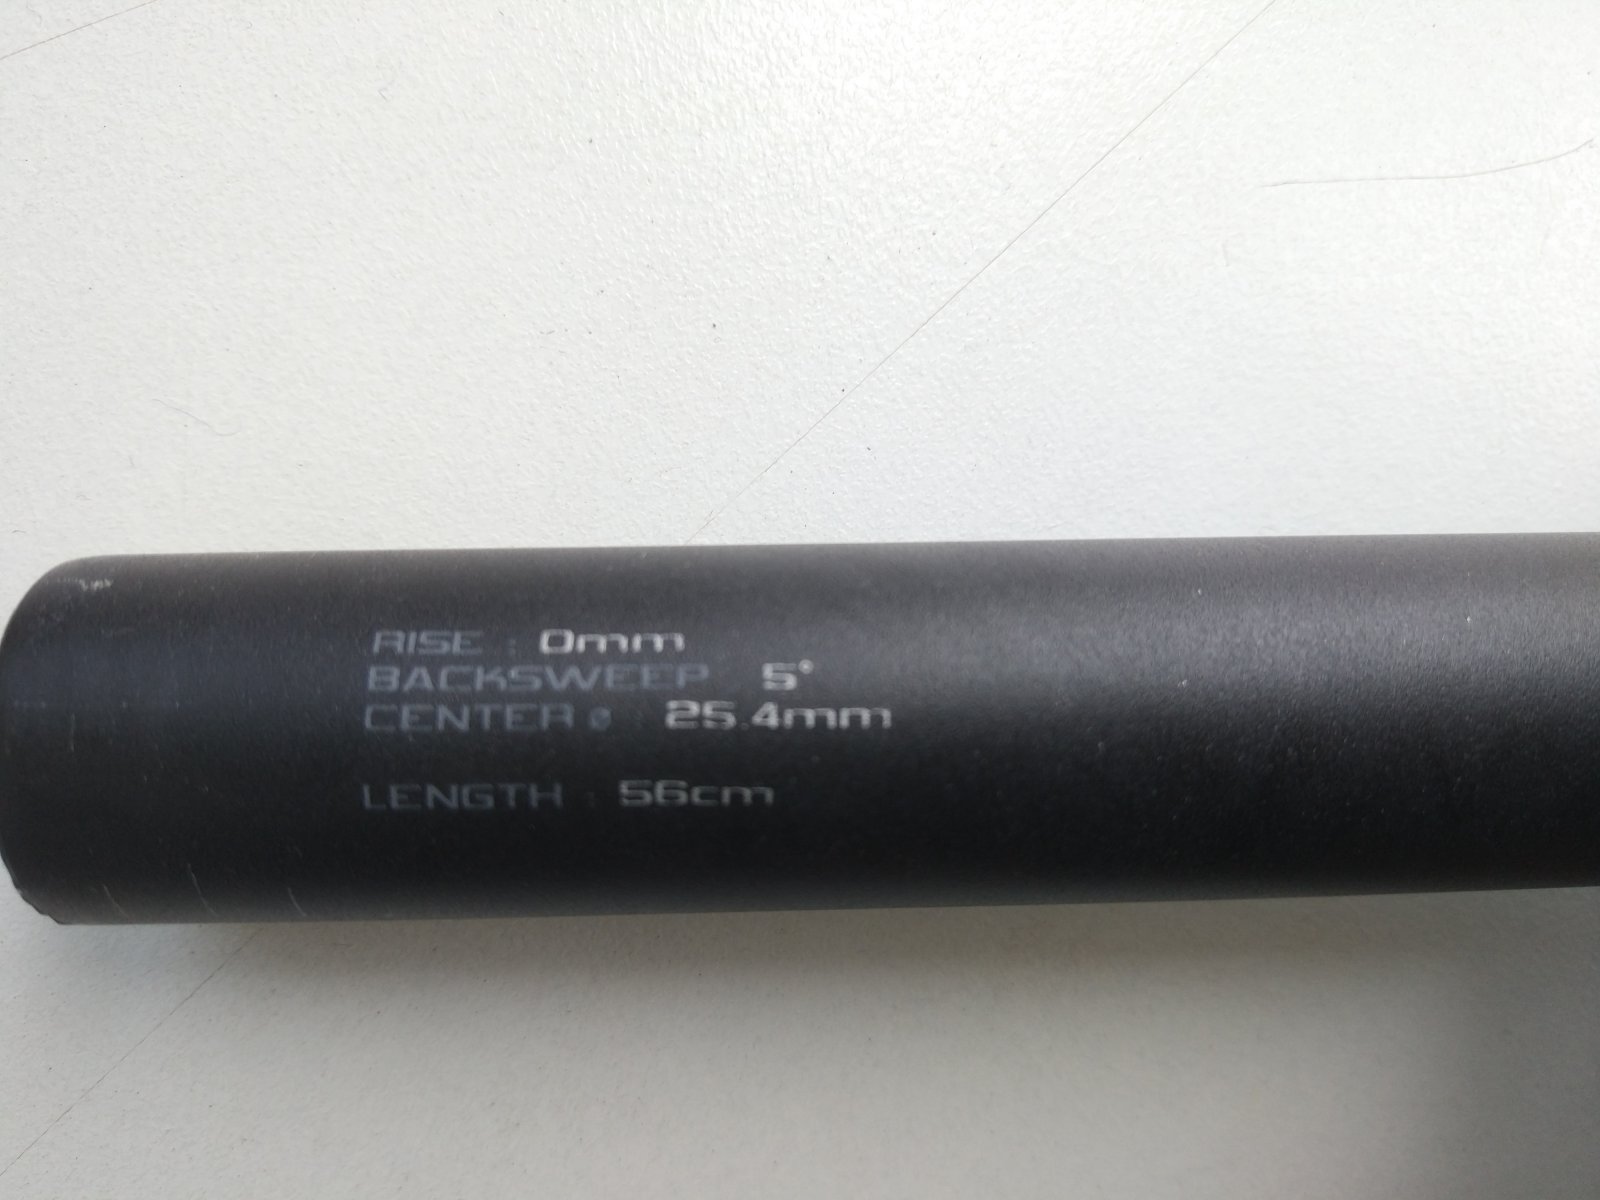 RISE : 0mm
BACKSWEEP 5°
CENTER ø : 25.4mm
LENGTH : 56cm